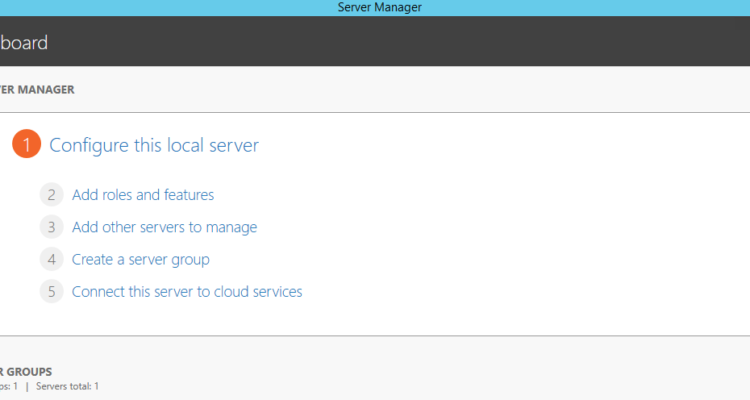 Server Manager
board
ER MANAGER
1 Configure this local server
2 Add roles and features
3 Add other servers to manage
4 Create a server group
5 Connect this server to cloud services
R GROUPS
ps: 1 | Servers total: 1